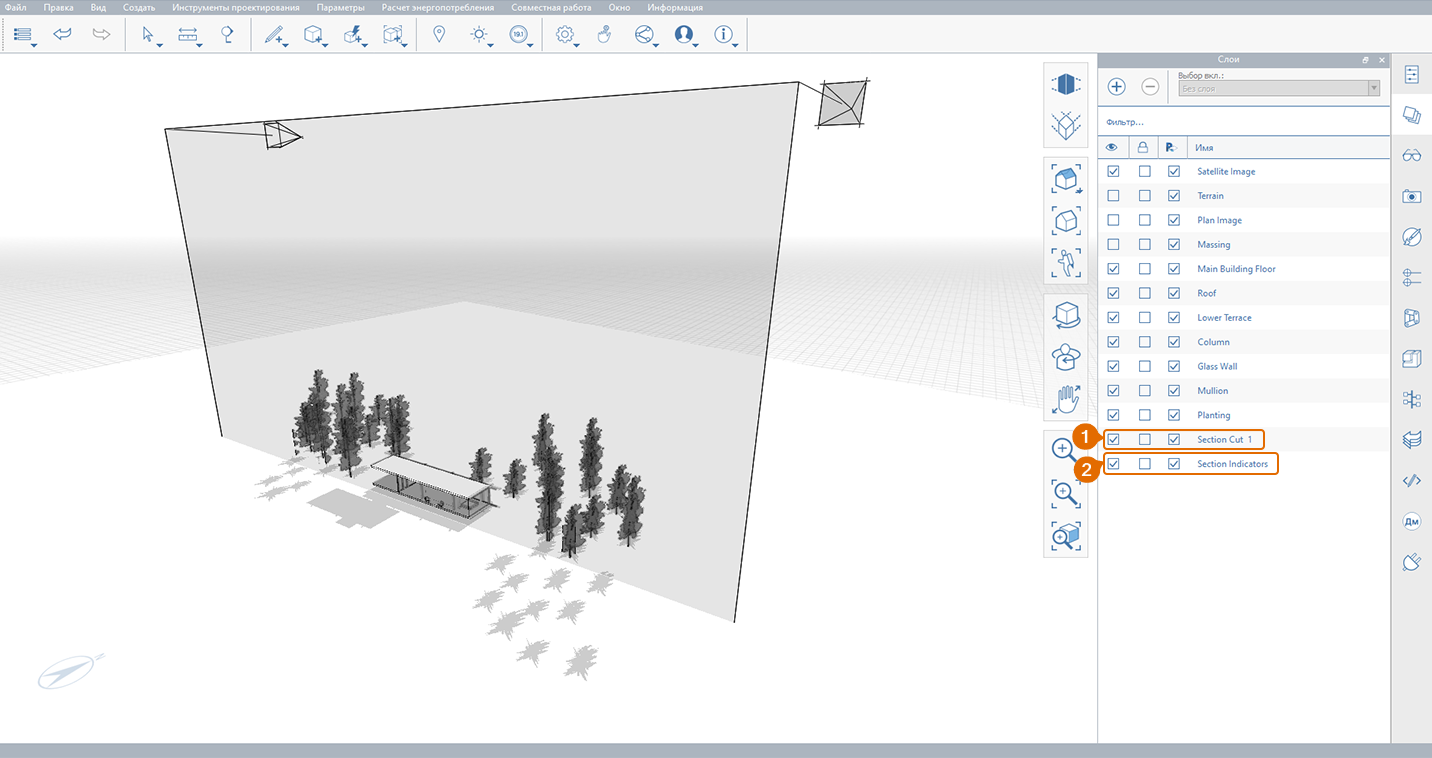 Файл Правка Вид Создать Инструменты проектирования Параметры Расчет энергопотребления Совместная работа Окно Информация
19.1
Слои
Выбор вкл.:
Без слоя
Фильтр...
Имя
Satellite Image
Terrain
Plan Image
Massing
Main Building Floor
Roof
Lower Terrace
Column
Glass Wall
Mullion
Planting
1 Section Cut 1
2 Section Indicators
Дм